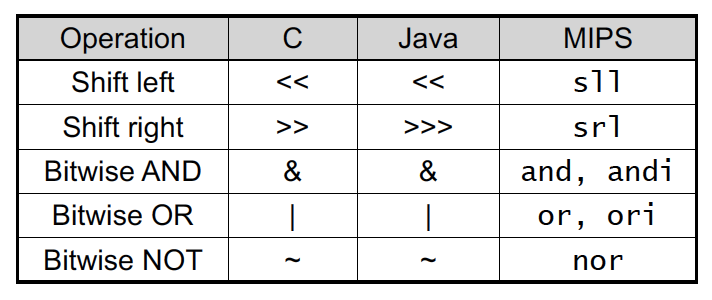 Operation C Java MIPS
Shift left << << sll
Shift right >> >>> srl
Bitwise AND & & and, andi
Bitwise OR | | or, ori
Bitwise NOT ~ ~ nor